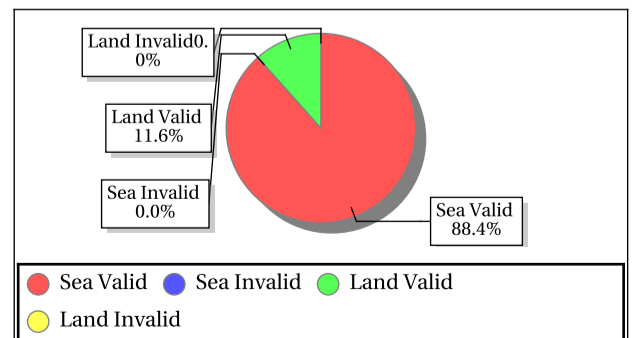 Land Invalid0.
0%
Land Valid
11.6%
Sea Invalid
0.0%
Sea Valid
88.4%
Sea Valid
Sea Invalid
Land Valid
Land Invalid